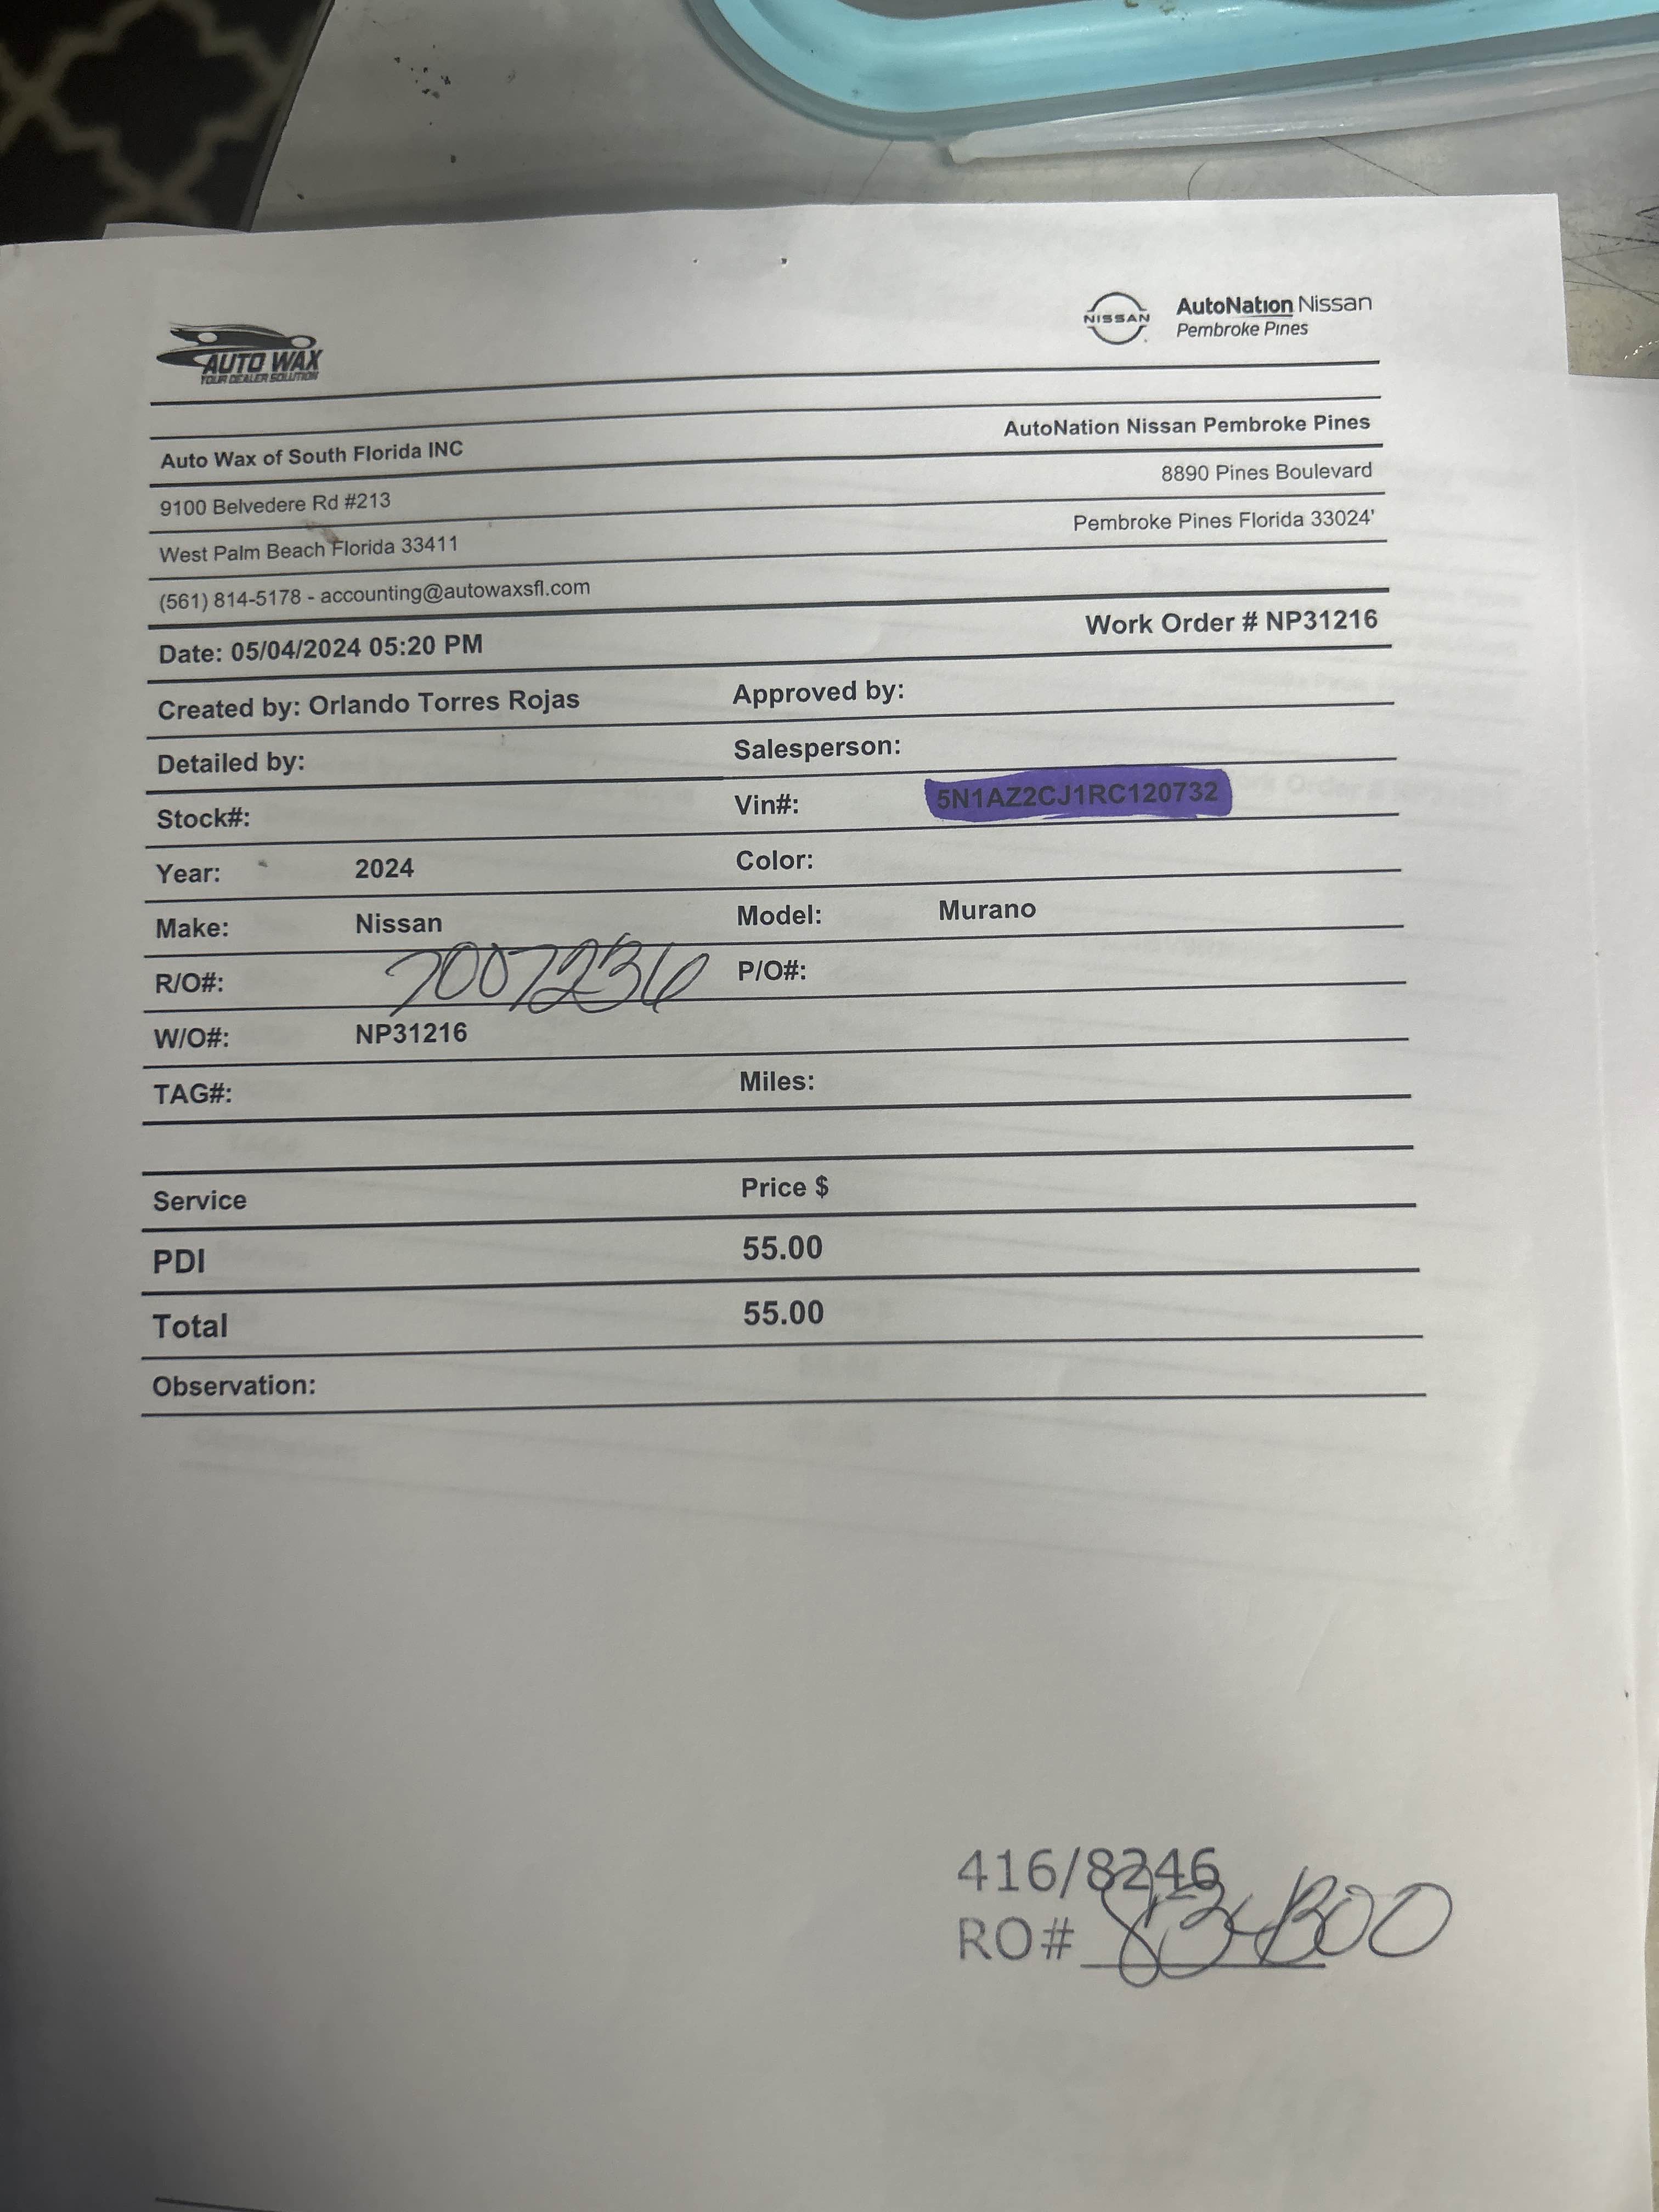 AUTO WAX
YOUR DEALER SOLUTION
NISSAN
AutoNation Nissan
Pembroke Pines
Auto Wax of South Florida INC
AutoNation Nissan Pembroke Pines
9100 Belvedere Rd #213
8890 Pines Boulevard
West Palm Beach Florida 33411
Pembroke Pines Florida 33024'
(561) 814-5178 - accounting@autowaxsfl.com
Date: 05/04/2024 05:20 PM
Work Order # NP31216
Created by: Orlando Torres Rojas
Approved by:
Detailed by:
Salesperson:
Stock#:
Vin#: 5N1AZ2CJ1RC120732
Year: 2024
Color:
Make: Nissan
Model: Murano
R/O#: 7007236
P/O#:
W/O#: NP31216
TAG#:
Miles:
Service Price $
PDI 55.00
Total 55.00
Observation:
416/8246
RO#